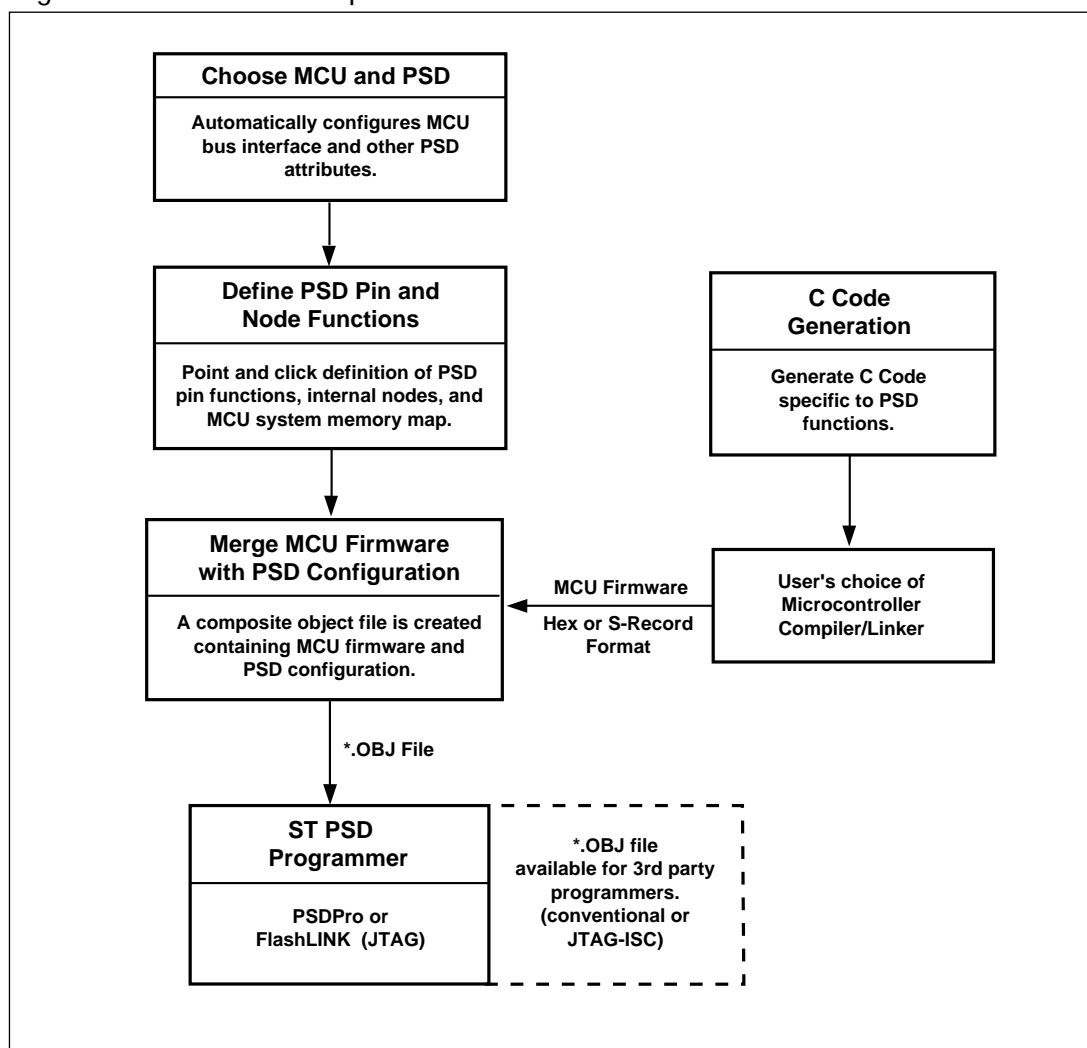 Choose MCU and PSD
Automatically configures MCU
bus interface and other PSD
attributes.
Define PSD Pin and
Node Functions
Point and click definition of PSD
pin functions, internal nodes, and
MCU system memory map.
C Code
Generation
Generate C Code
specific to PSD
functions.
Merge MCU Firmware
with PSD Configuration
A composite object file is created
containing MCU firmware and
PSD configuration.
MCU Firmware
Hex or S-Record
Format
User's choice of
Microcontroller
Compiler/Linker
*.OBJ File
ST PSD
Programmer
PSDPro or
FlashLINK (JTAG)
*.OBJ file
available for 3rd party
programmers.
(conventional or
JTAG-ISC)